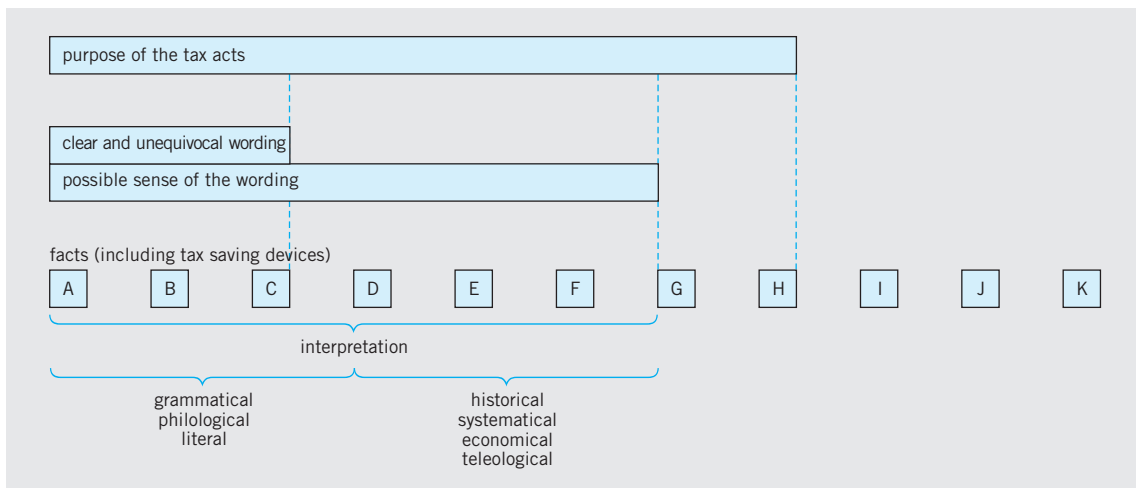 purpose of the tax acts
clear and unequivocal wording
possible sense of the wording
facts (including tax saving devices)
A B C D E F G H I J K
interpretation
grammatical
philological
literal
historical
systematical
economical
teleological